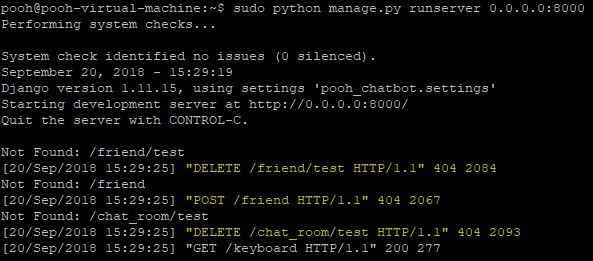 pooh@pooh-virtual-machine:~$ sudo python manage.py runserver 0.0.0.0:8000
Performing system checks...

System check identified no issues (0 silenced).
September 20, 2018 - 15:29:19
Django version 1.11.15, using settings 'pooh_chatbot.settings'
Starting development server at http://0.0.0.0:8000/
Quit the server with CONTROL-C.

Not Found: /friend/test
[20/Sep/2018 15:29:25] "DELETE /friend/test HTTP/1.1" 404 2084
Not Found: /friend
[20/Sep/2018 15:29:25] "POST /friend HTTP/1.1" 404 2067
Not Found: /chat_room/test
[20/Sep/2018 15:29:25] "DELETE /chat_room/test HTTP/1.1" 404 2093
[20/Sep/2018 15:29:25] "GET /keyboard HTTP/1.1" 200 277